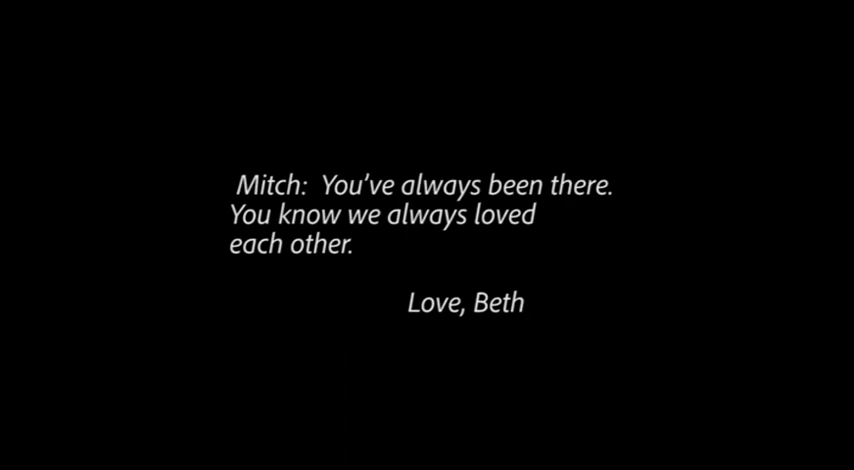 Mitch: You've always been there.
You know we always loved
each other.
Love, Beth